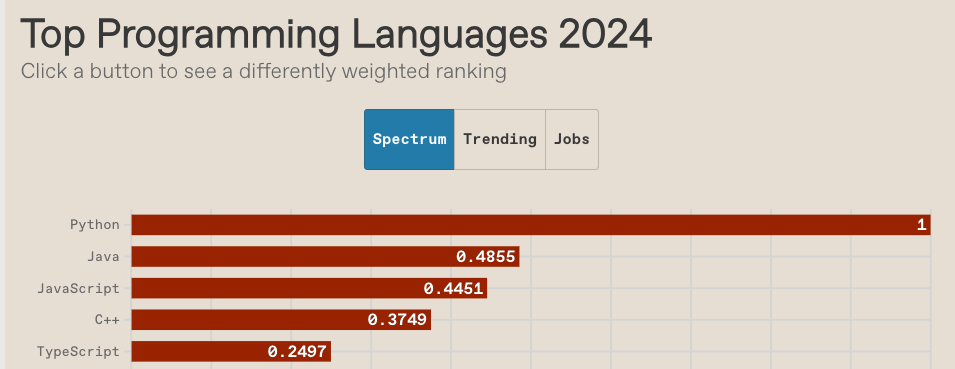 Top Programming Languages 2024
Click a button to see a differently weighted ranking
Spectrum Trending Jobs
Python 1
Java 0.4855
JavaScript 0.4451
C++ 0.3749
TypeScript 0.2497